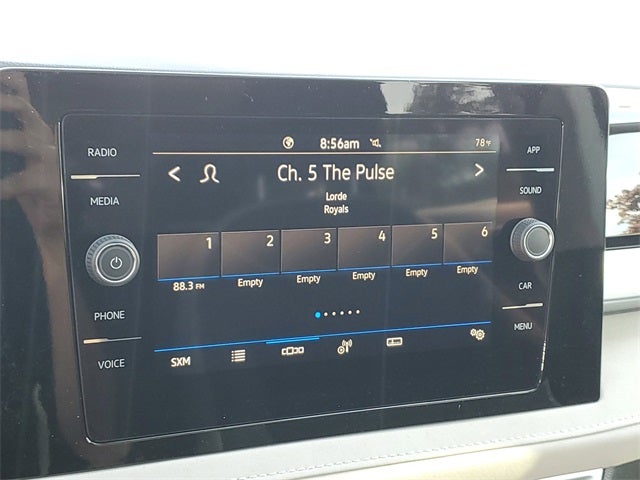 8:56am 78°F
RADIO
MEDIA
PHONE
VOICE
< Ch. 5 The Pulse >
Lorde
Royals
1 2 3 4 5 6
88.3 FM Empty Empty Empty Empty Empty
SXM
APP
SOUND
CAR
MENU